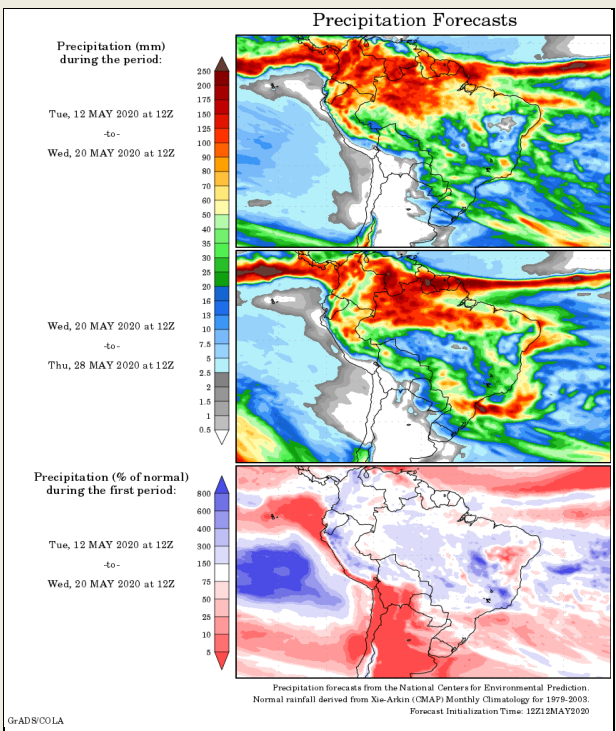 Precipitation Forecasts
Precipitation (mm)
during the period:
Tue, 12 MAY 2020 at 12Z
-to-
Wed, 20 MAY 2020 at 12Z
250
200
175
150
125
100
90
80
70
60
50
40
35
30
25
20
16
13
10
7.5
5
2.5
2
1.5
1
0.5
Wed, 20 MAY 2020 at 12Z
-to-
Thu, 28 MAY 2020 at 12Z
Precipitation (% of normal)
during the first period:
Tue, 12 MAY 2020 at 12Z
-to-
Wed, 20 MAY 2020 at 12Z
800
600
400
300
150
75
50
25
10
5
Precipitation forecasts from the National Centers for Environmental Prediction.
Normal rainfall derived from Xie-Arkin (CMAP) Monthly Climatology for 1979-2003.
Forecast Initialization Time: 12Z12MAY2020
GrADS/COLA